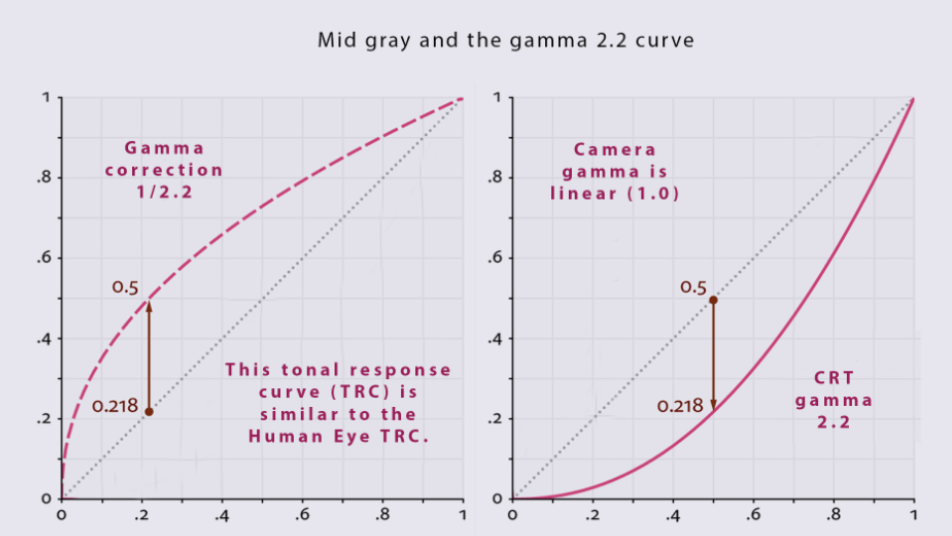 Mid gray and the gamma 2.2 curve
1
.8
.6
.4
.2
0
0
.2
.4
.6
.8
1
Gamma
correction
1/2.2
0.5
0.218
This tonal response
curve (TRC) is
similar to the
Human Eye TRC.
1
.8
.6
.4
.2
0
0
.2
.4
.6
.8
1
Camera
gamma is
linear (1.0)
0.5
0.218
CRT
gamma
2.2